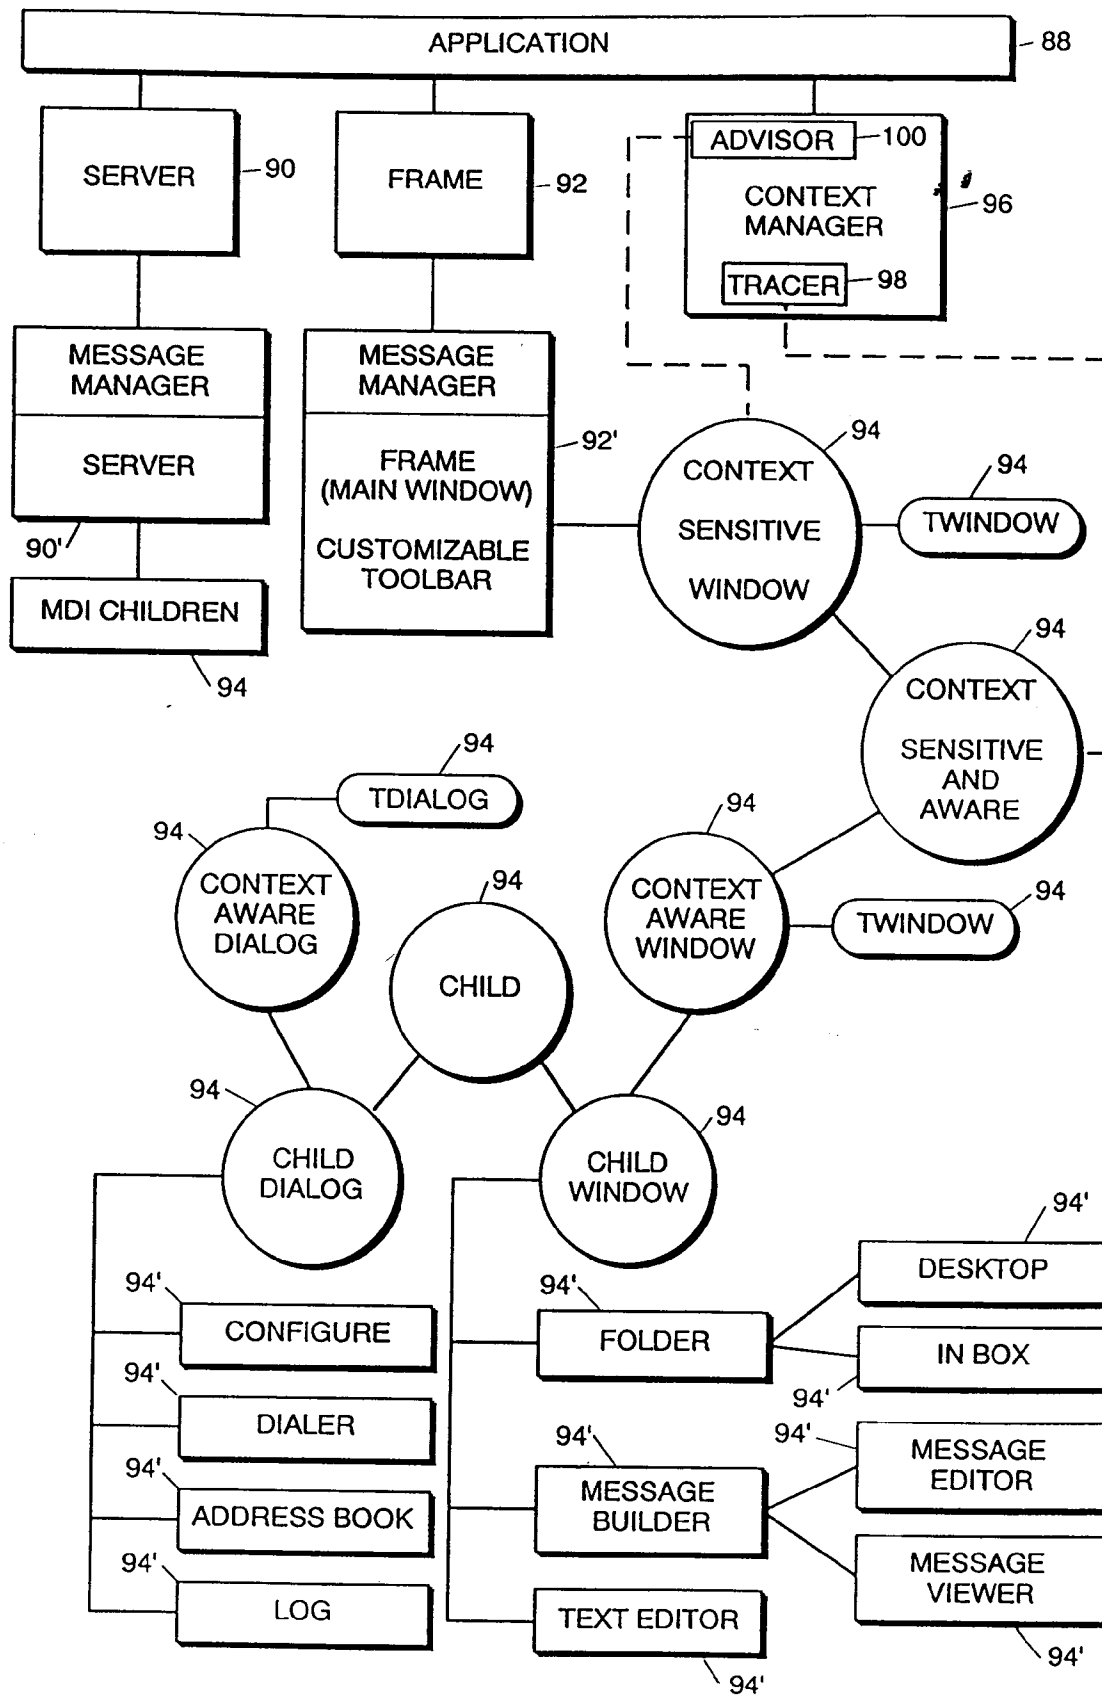 APPLICATION
88
SERVER
90
FRAME
92
ADVISOR
100
CONTEXT
MANAGER
96
TRACER
98
MESSAGE
MANAGER
SERVER
90'
MDI CHILDREN
94
MESSAGE
MANAGER
FRAME
(MAIN WINDOW)
CUSTOMIZABLE
TOOLBAR
92'
94
CONTEXT
SENSITIVE
WINDOW
94
TWINDOW
94
CONTEXT
SENSITIVE
AND
AWARE
94
TDIALOG
94
CONTEXT
AWARE
DIALOG
94
CHILD
94
CONTEXT
AWARE
WINDOW
94
TWINDOW
94
CHILD
DIALOG
94
CHILD
WINDOW
94'
CONFIGURE
94'
DIALER
94'
ADDRESS BOOK
94'
LOG
94'
FOLDER
94'
DESKTOP
IN BOX
94'
94'
MESSAGE
BUILDER
94'
MESSAGE
EDITOR
MESSAGE
VIEWER
94'
TEXT EDITOR
94'